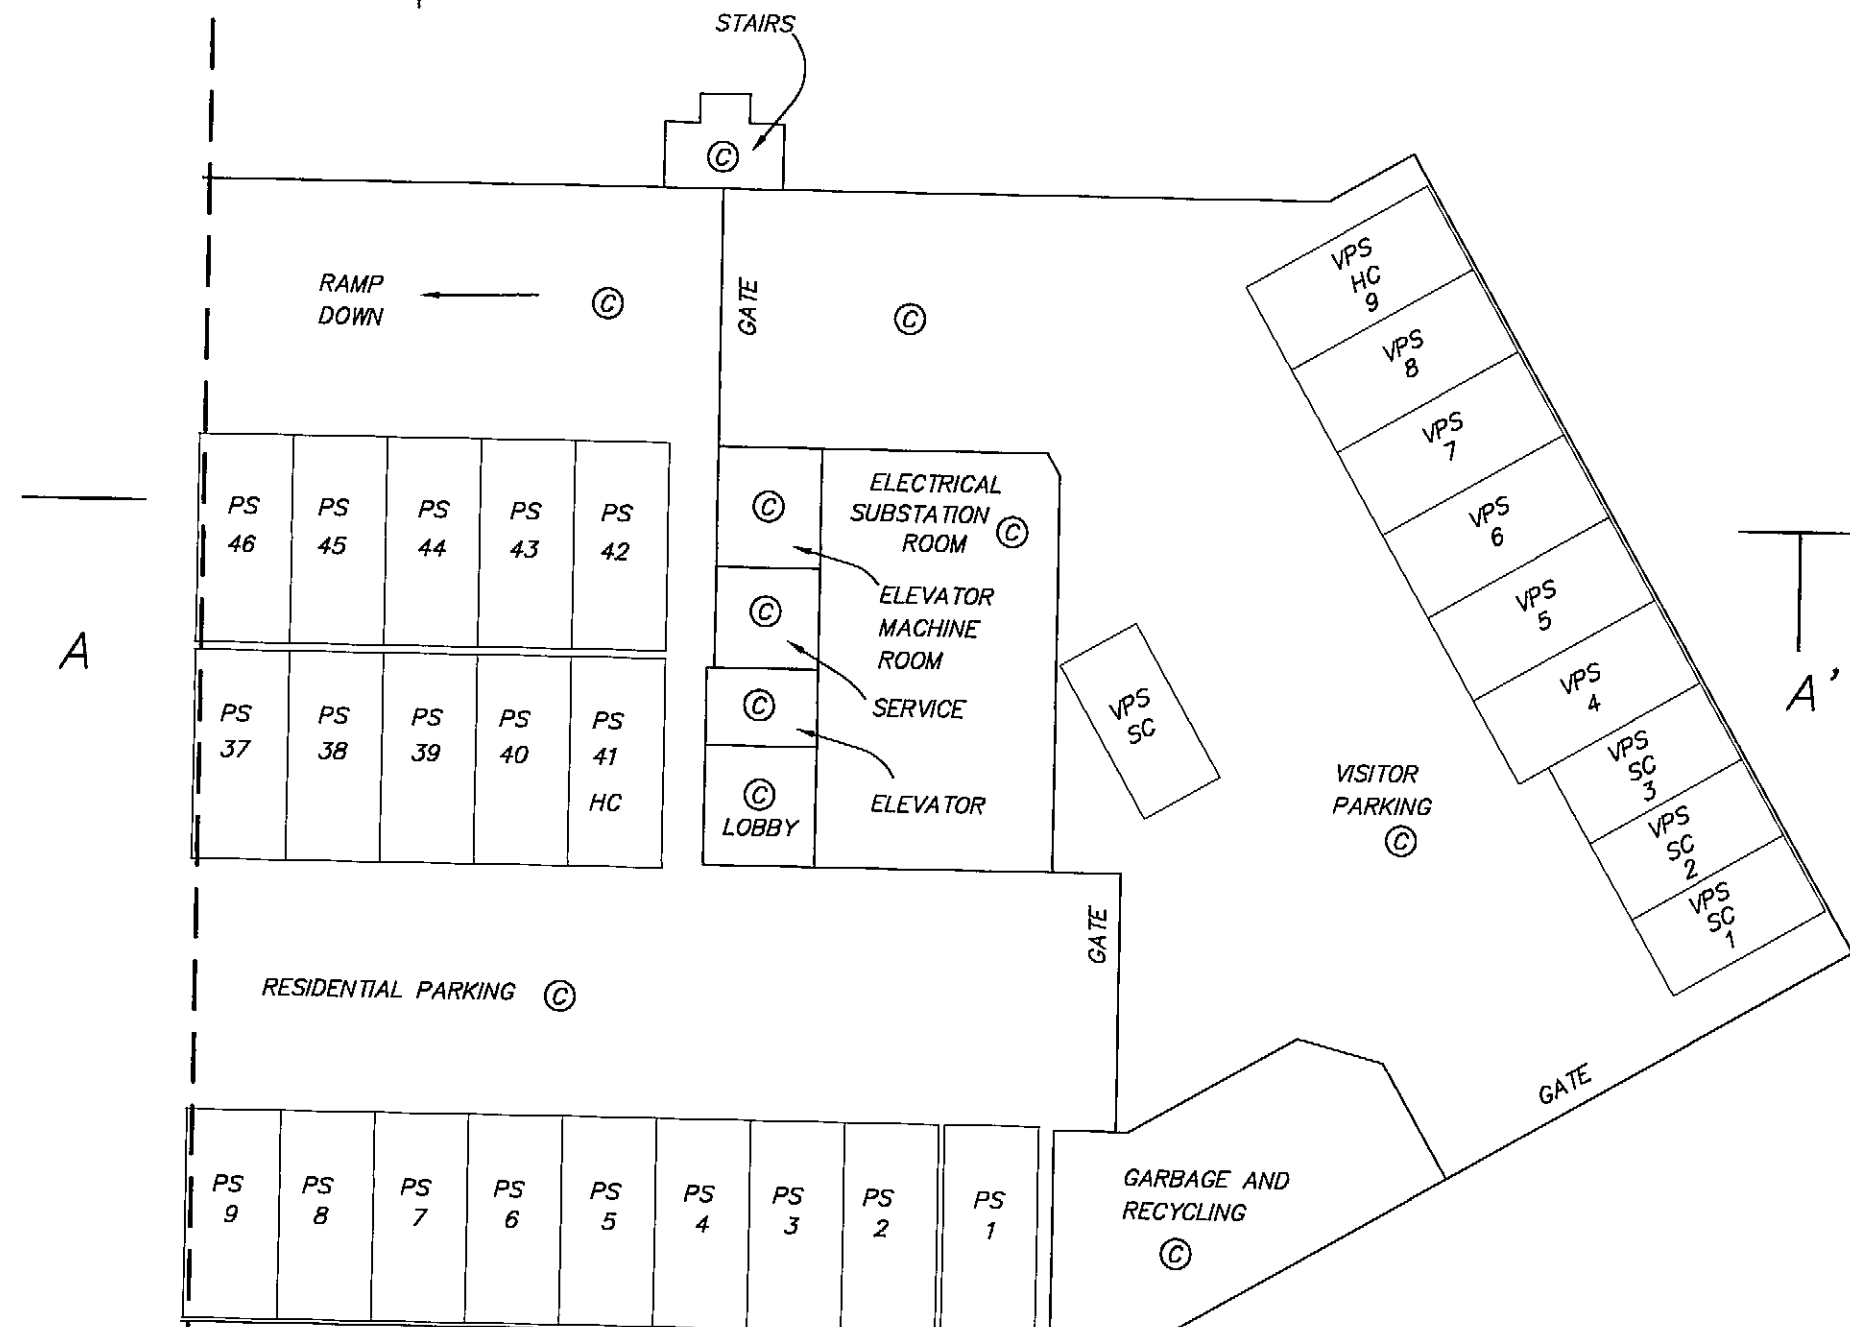 STAIRS
©
RAMP
DOWN
©
GATE
©
VPS
HC
9
VPS
8
VPS
7
VPS
6
VPS
5
VPS
4
VPS
SC
3
VPS
SC
2
VPS
SC
1
PS
46
PS
45
PS
44
PS
43
PS
42
©
ELECTRICAL
SUBSTATION ©
ROOM
ELEVATOR
MACHINE
ROOM
©
SERVICE
©
ELEVATOR
©
LOBBY
A
A'
VPS
SC
VISITOR
PARKING
©
PS
37
PS
38
PS
39
PS
40
PS
41
HC
GATE
RESIDENTIAL PARKING ©
GATE
PS
9
PS
8
PS
7
PS
6
PS
5
PS
4
PS
3
PS
2
PS
1
GARBAGE AND
RECYCLING
©